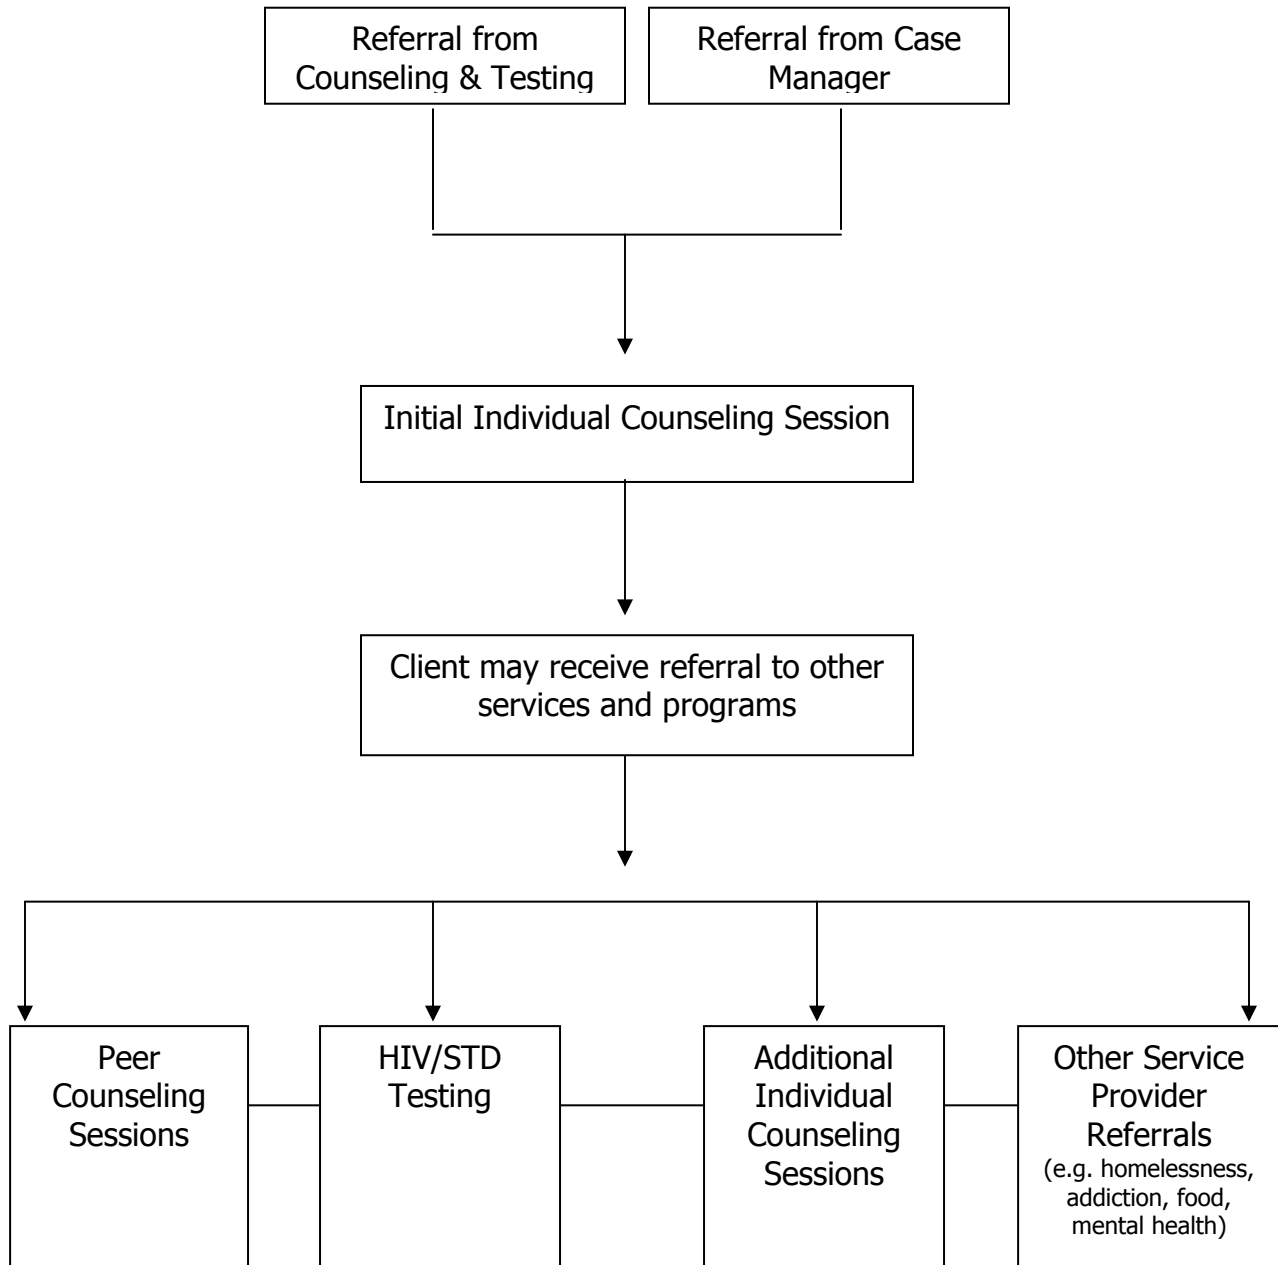 Referral from
Counseling & Testing
Referral from Case
Manager
Initial Individual Counseling Session
Client may receive referral to other
services and programs
Peer
Counseling
Sessions
HIV/STD
Testing
Additional
Individual
Counseling
Sessions
Other Service
Provider
Referrals
(e.g. homelessness,
addiction, food,
mental health)